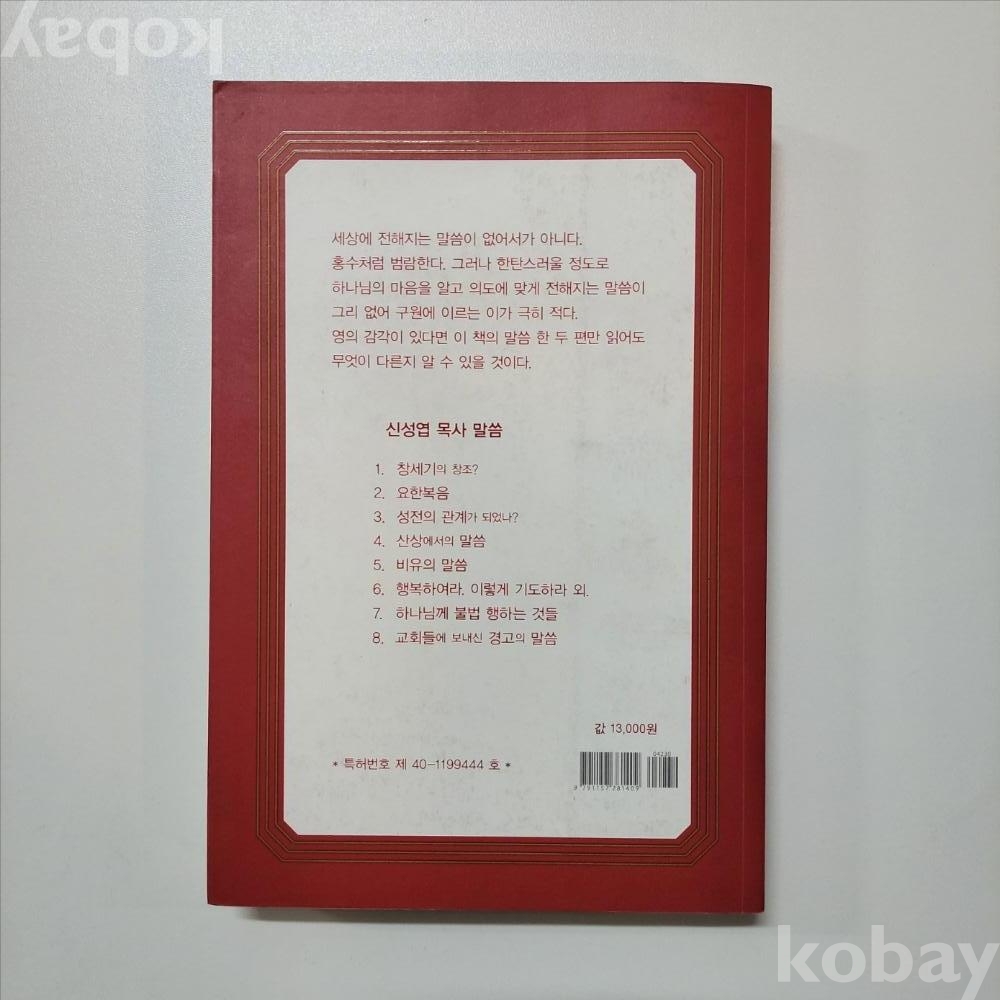 kobay
세상에 전해지는 말씀이 없어서가 아니다.
홍수처럼 범람한다. 그러나 한탄스러울 정도로
하나님의 마음을 알고 의도에 맞게 전해지는 말씀이
그리 없어 구원에 이르는 이가 극히 적다.
영의 감각이 있다면 이 책의 말씀 한 두 편만 읽어도
무엇이 다른지 알 수 있을 것이다.
신성엽 목사 말씀
1. 창세기의 창조?
2. 요한복음
3. 성전의 관계가 되었나?
4. 산상에서의 말씀
5. 비유의 말씀
6. 행복하여라, 이렇게 기도하라 외.
7. 하나님께 불법 행하는 것들
8. 교회들에 보내신 경고의 말씀
값 13,000원
04230
* 특허번호 제 40-1199444 호 *
9791157281409
kobay